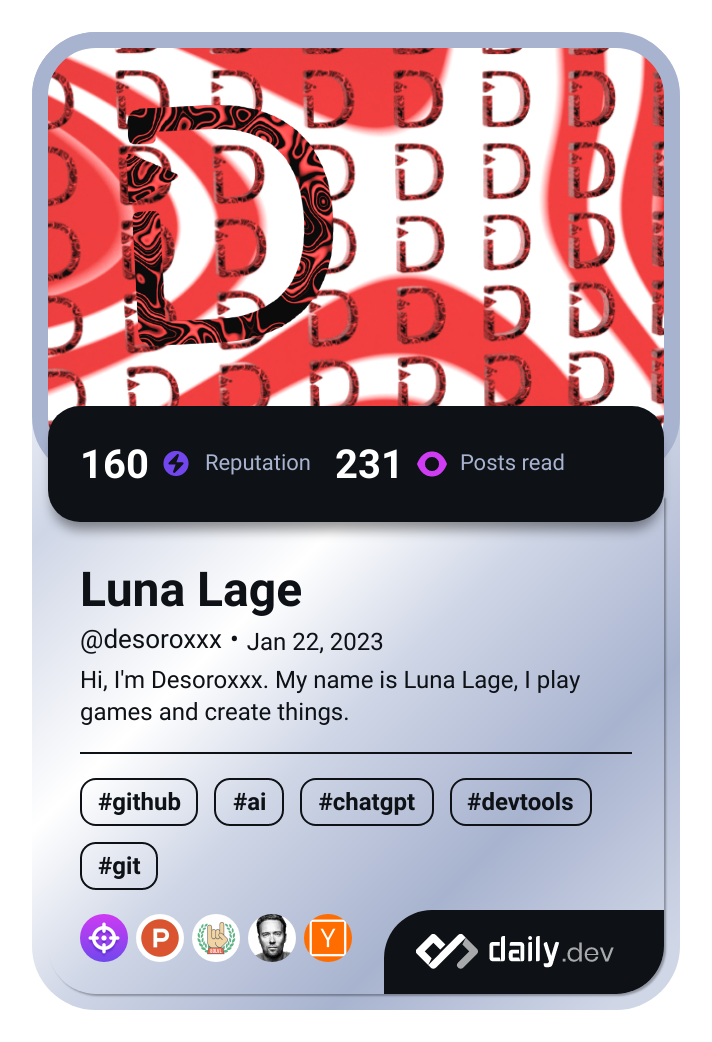 D
160 Reputation 231 Posts read
Luna Lage
@desoroxxx • Jan 22, 2023
Hi, I'm Desoroxxx. My name is Luna Lage, I play
games and create things.
#github #ai #chatgpt #devtools
#git
P Y
daily.dev